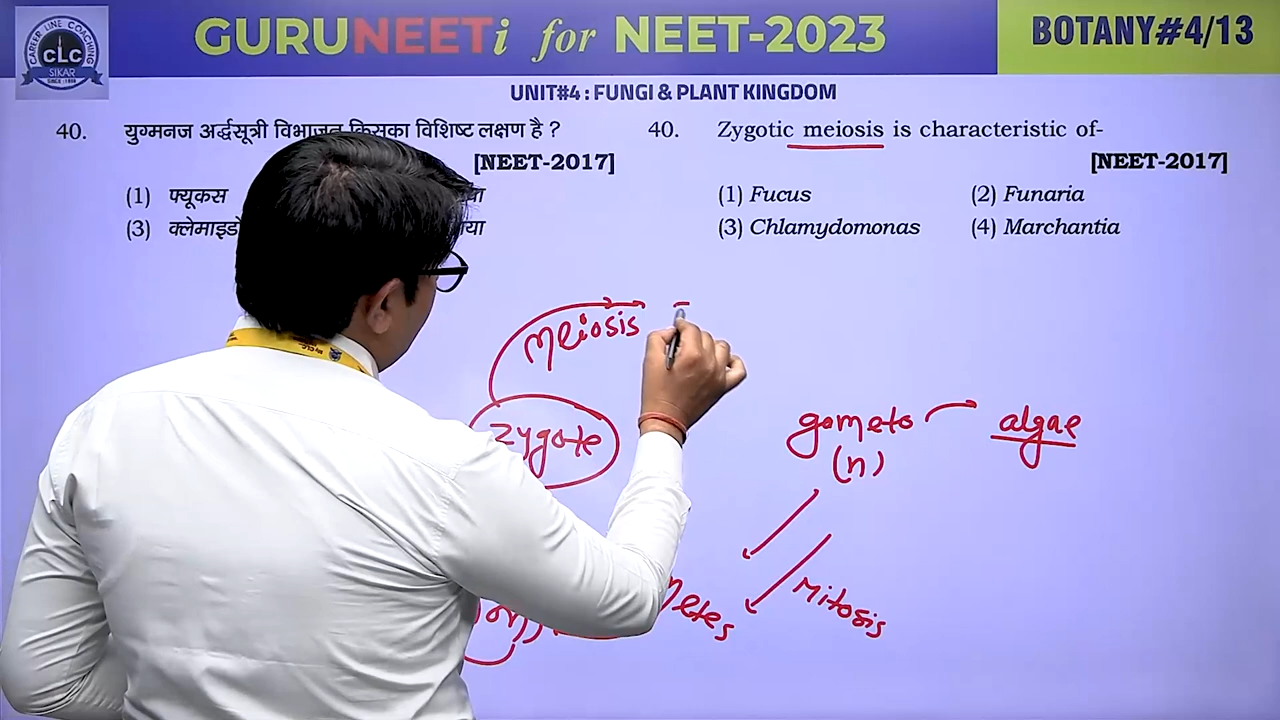 GURUNEETi for NEET-2023
BOTANY#4/13
CAREER LINE COACHING
CLC
SIKAR
SINCE : 1996
UNIT#4 : FUNGI & PLANT KINGDOM
40. युग्मनज अर्द्धसूत्री विभाजन किसका विशिष्ट लक्षण है ?
[NEET-2017]
(1) फ्यूकस
(3)
40. Zygotic meiosis is characteristic of-
[NEET-2017]
(1) Fucus (2) Funaria
(3) Chlamydomonas (4) Marchantia
meiosis
zygote
gameto algae
(n)
mitosis